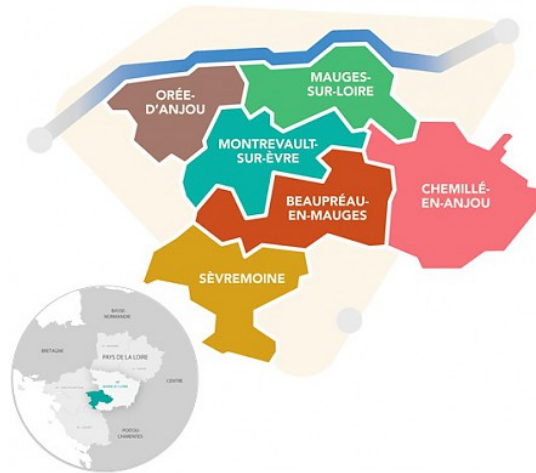 MAUGES-
SUR-LOIRE
ORÉE-
D'ANJOU
MONTREVAULT-
SUR-ÈVRE
CHEMILLÉ-
EN-ANJOU
BEAUPRÉAU-
EN-MAUGES
SÈVREMOINE
BASSE
NORMANDIE
BRETAGNE
PAYS DE LA LOIRE
CENTRE
POITOU-
CHARENTES